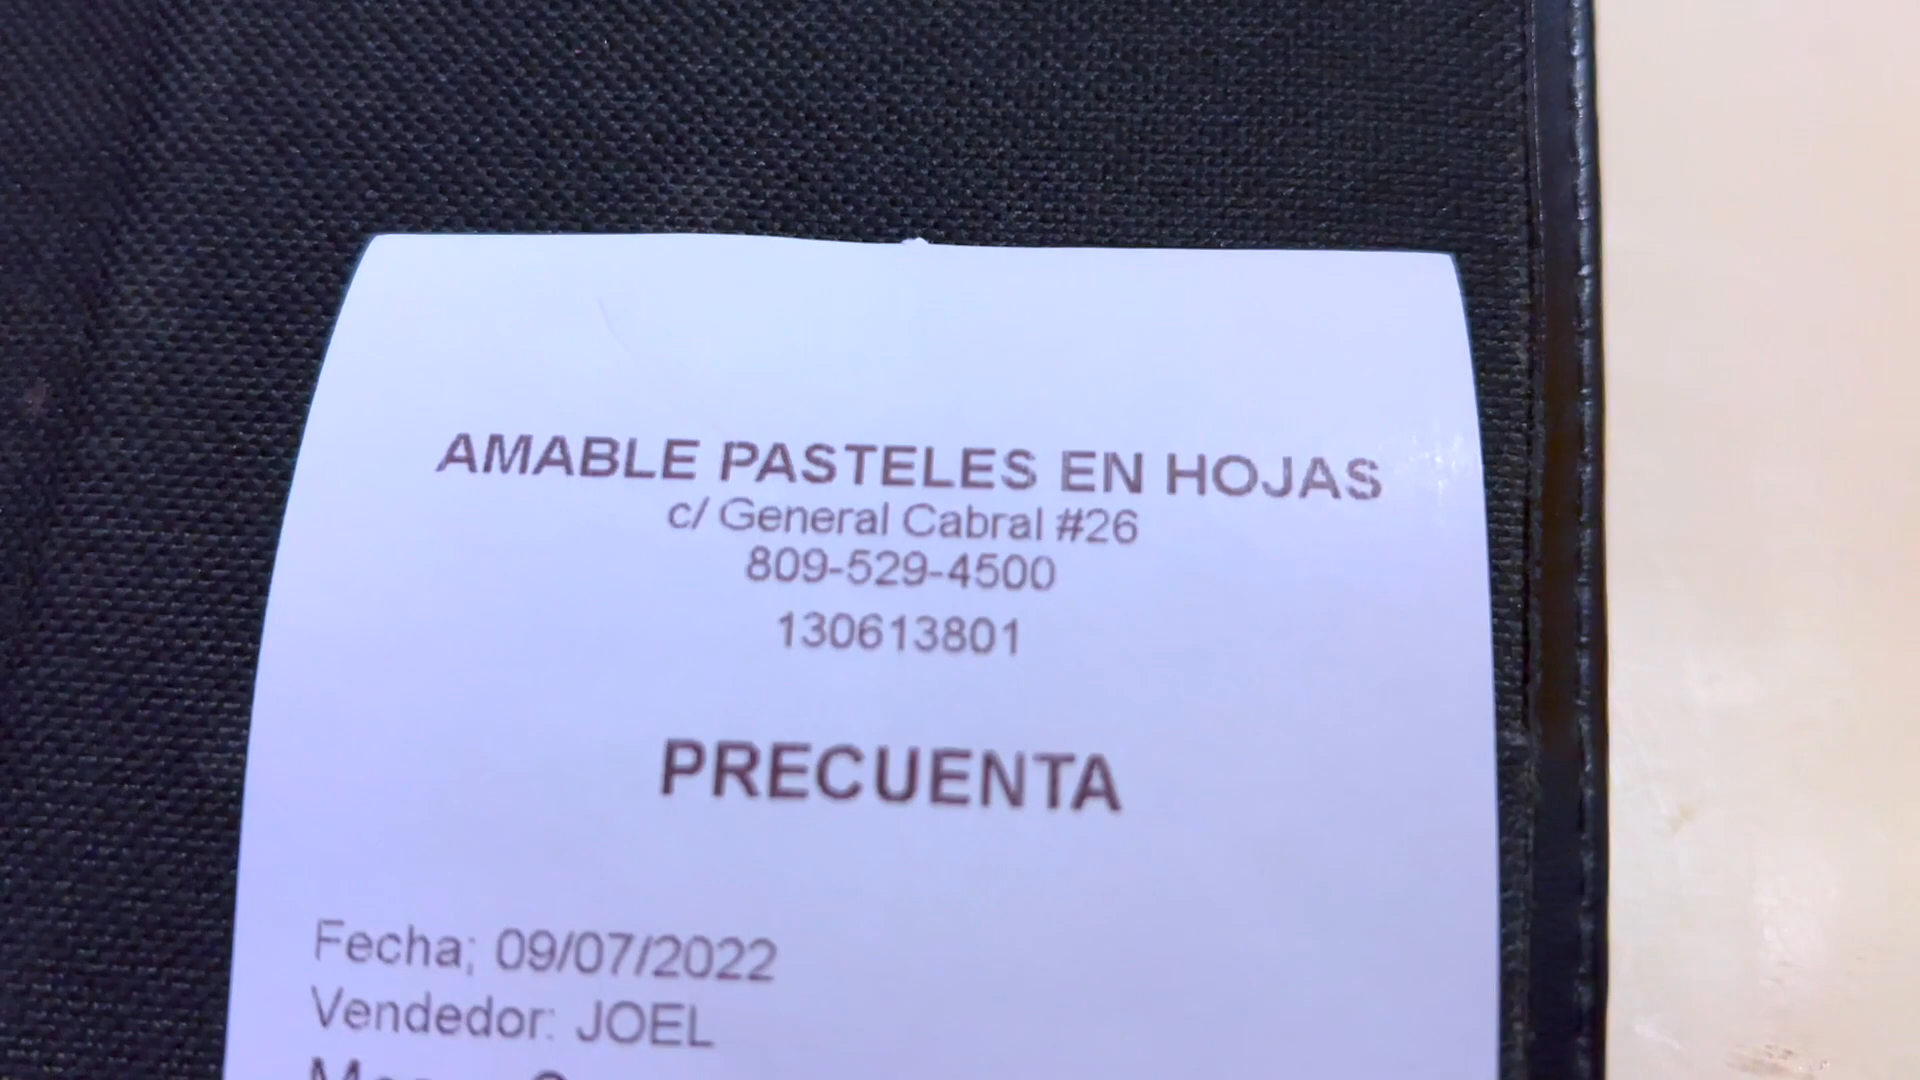 AMABLE PASTELES EN HOJAS
c/ General Cabral #26
809-529-4500
130613801
PRECUENTA
Fecha; 09/07/2022
Vendedor: JOEL